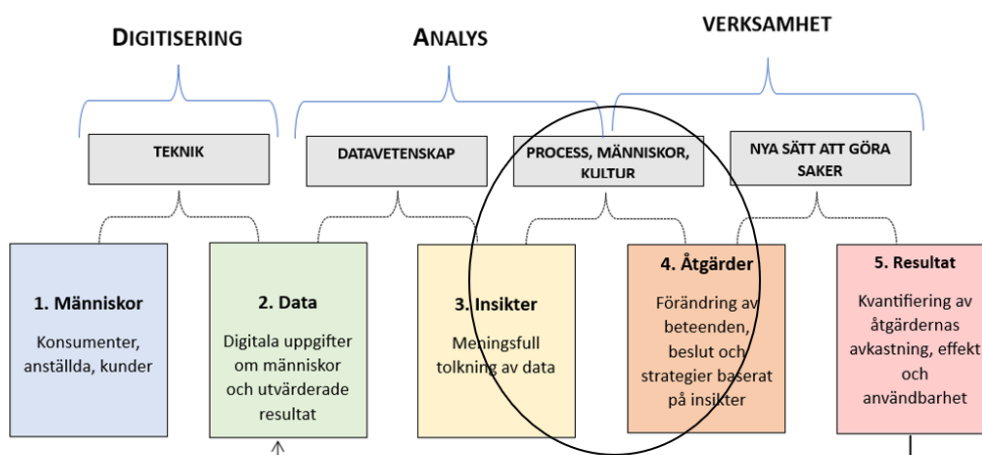 DIGITISERING
ANALYS
VERKSAMHET
TEKNIK
DATAVETENSKAP
PROCESS, MÄNNISKOR,
KULTUR
NYA SÄTT ATT GÖRA
SAKER
1. Människor
Konsumenter,
anställda, kunder
2. Data
Digitala uppgifter
om människor
och utvärderade
resultat
3. Insikter
Meningsfull
tolkning av data
4. Åtgärder
Förändring av
beteenden,
beslut och
strategier baserat
på insikter
5. Resultat
Kvantifiering av
åtgärdernas
avkastning, effekt
och
användbarhet